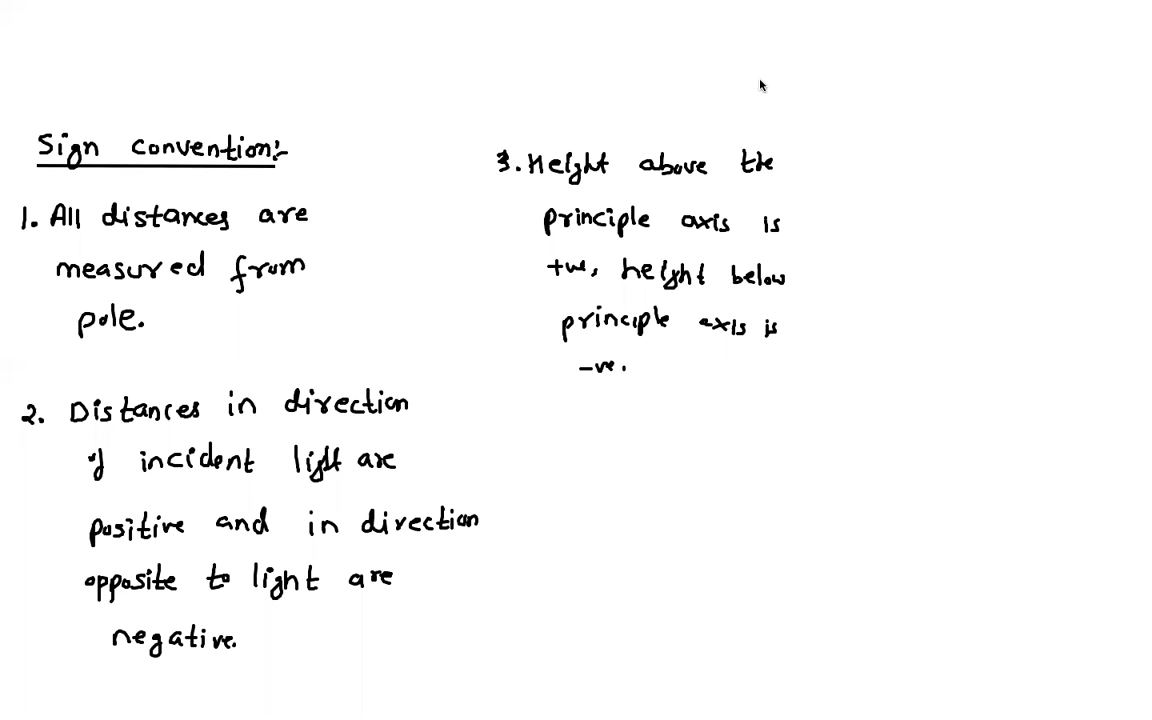 Sign convention:-
1. All distances are
measured from
pole.
2. Distances in direction
of incident light are
positive and in direction
opposite to light are
negative.
3. Height above the
principle axis is
+ve, height below
principle axis is
-ve.